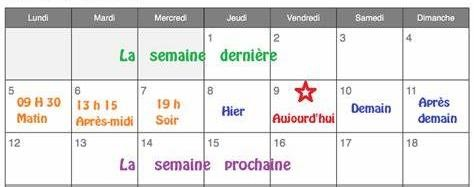 Lundi Mardi Mercredi Jeudi Vendredi Samedi Dimanche
1 2 3 4
La semaine dernière
5 6 7 8 9 10 11
09 H 30 13 h 15 19 h Hier Aujourd'hui Demain Après
Matin Après-midi Soir demain
12 13 14 15 16 17 18
La semaine prochaine